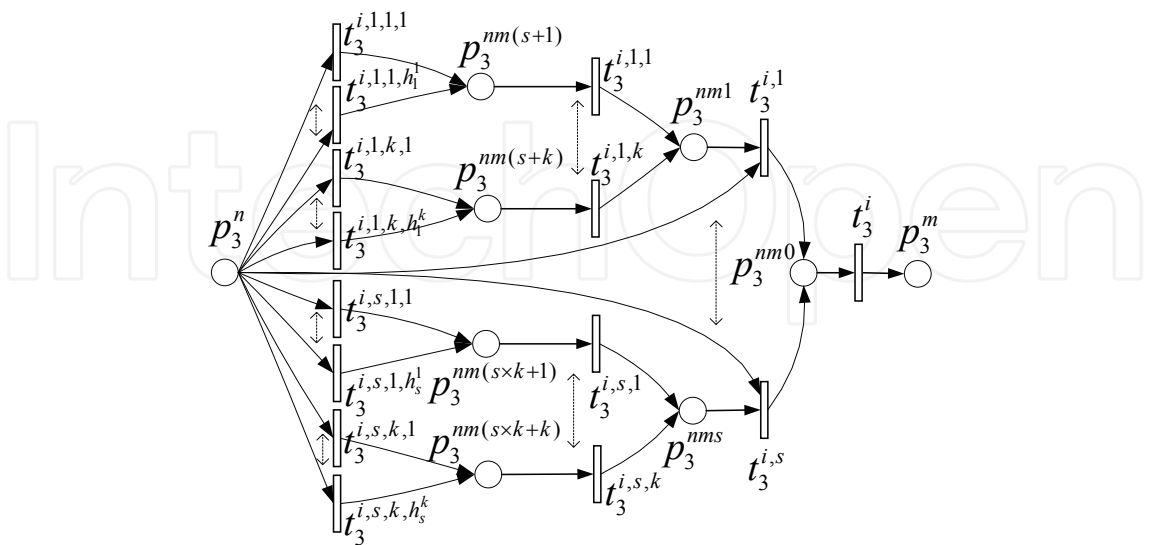 t_3^{i,1,1,1}
p_3^{nm(s+1)}
t_3^{i,1,1}
t_3^{i,1,1,h_1^1}
p_3^{nm1}
t_3^{i,1}
t_3^{i,1,k,1}
p_3^{nm(s+k)}
t_3^{i,1,k}
t_3^{i,1,k,h_1^k}
p_3^n
p_3^{nm0}
t_3^i
p_3^m
IntechOpen
t_3^{i,s,1,1}
t_3^{i,s,1,h_s^1}
p_3^{nm(s×k+1)}
t_3^{i,s,1}
t_3^{i,s,k,1}
p_3^{nm(s×k+k)}
p_3^{nms}
t_3^{i,s}
t_3^{i,s,k}
t_3^{i,s,k,h_s^k}